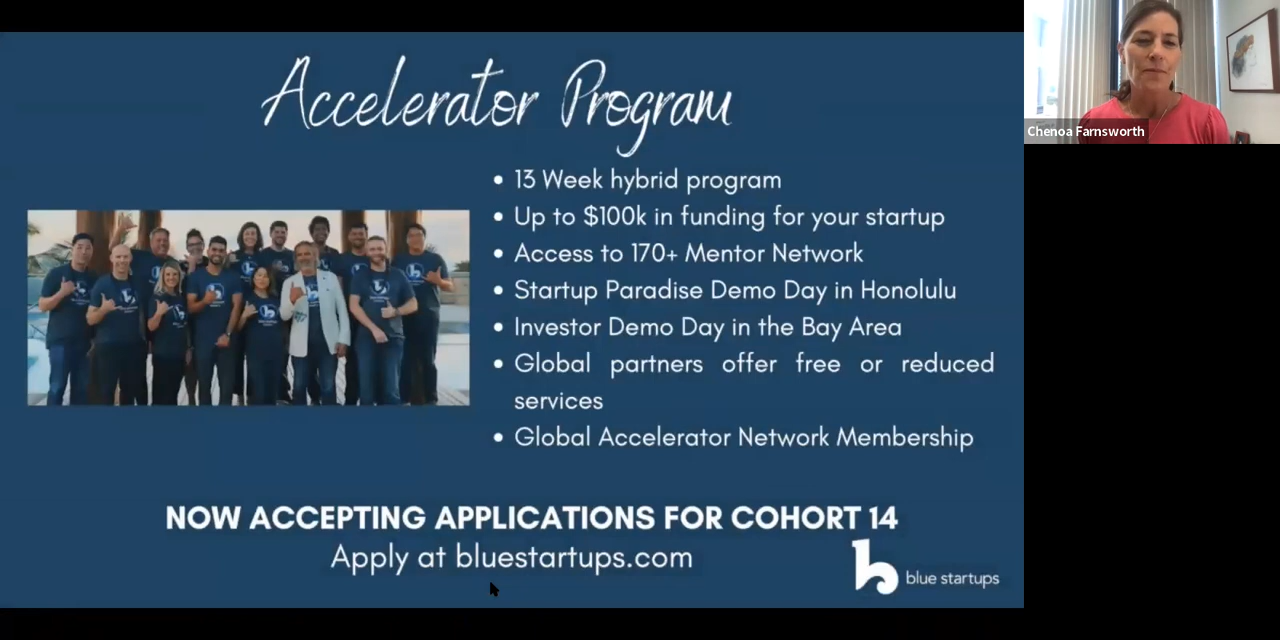 Accelerator Program
• 13 Week hybrid program
• Up to $100k in funding for your startup
• Access to 170+ Mentor Network
• Startup Paradise Demo Day in Honolulu
• Investor Demo Day in the Bay Area
• Global partners offer free or reduced
services
• Global Accelerator Network Membership
NOW ACCEPTING APPLICATIONS FOR COHORT 14
Apply at bluestartups.com
blue startups
Chenoa Farnsworth